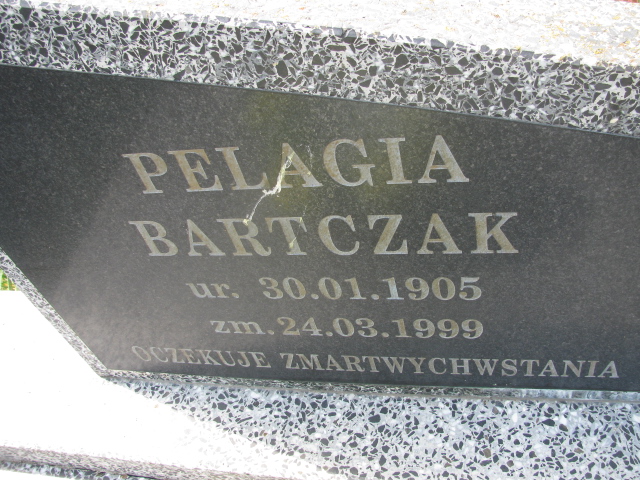 PELAGIA
BARTCZAK
ur. 30.01.1905
zm.24.03.1999
OCZEKUJE ZMARTWYCHWSTANIA